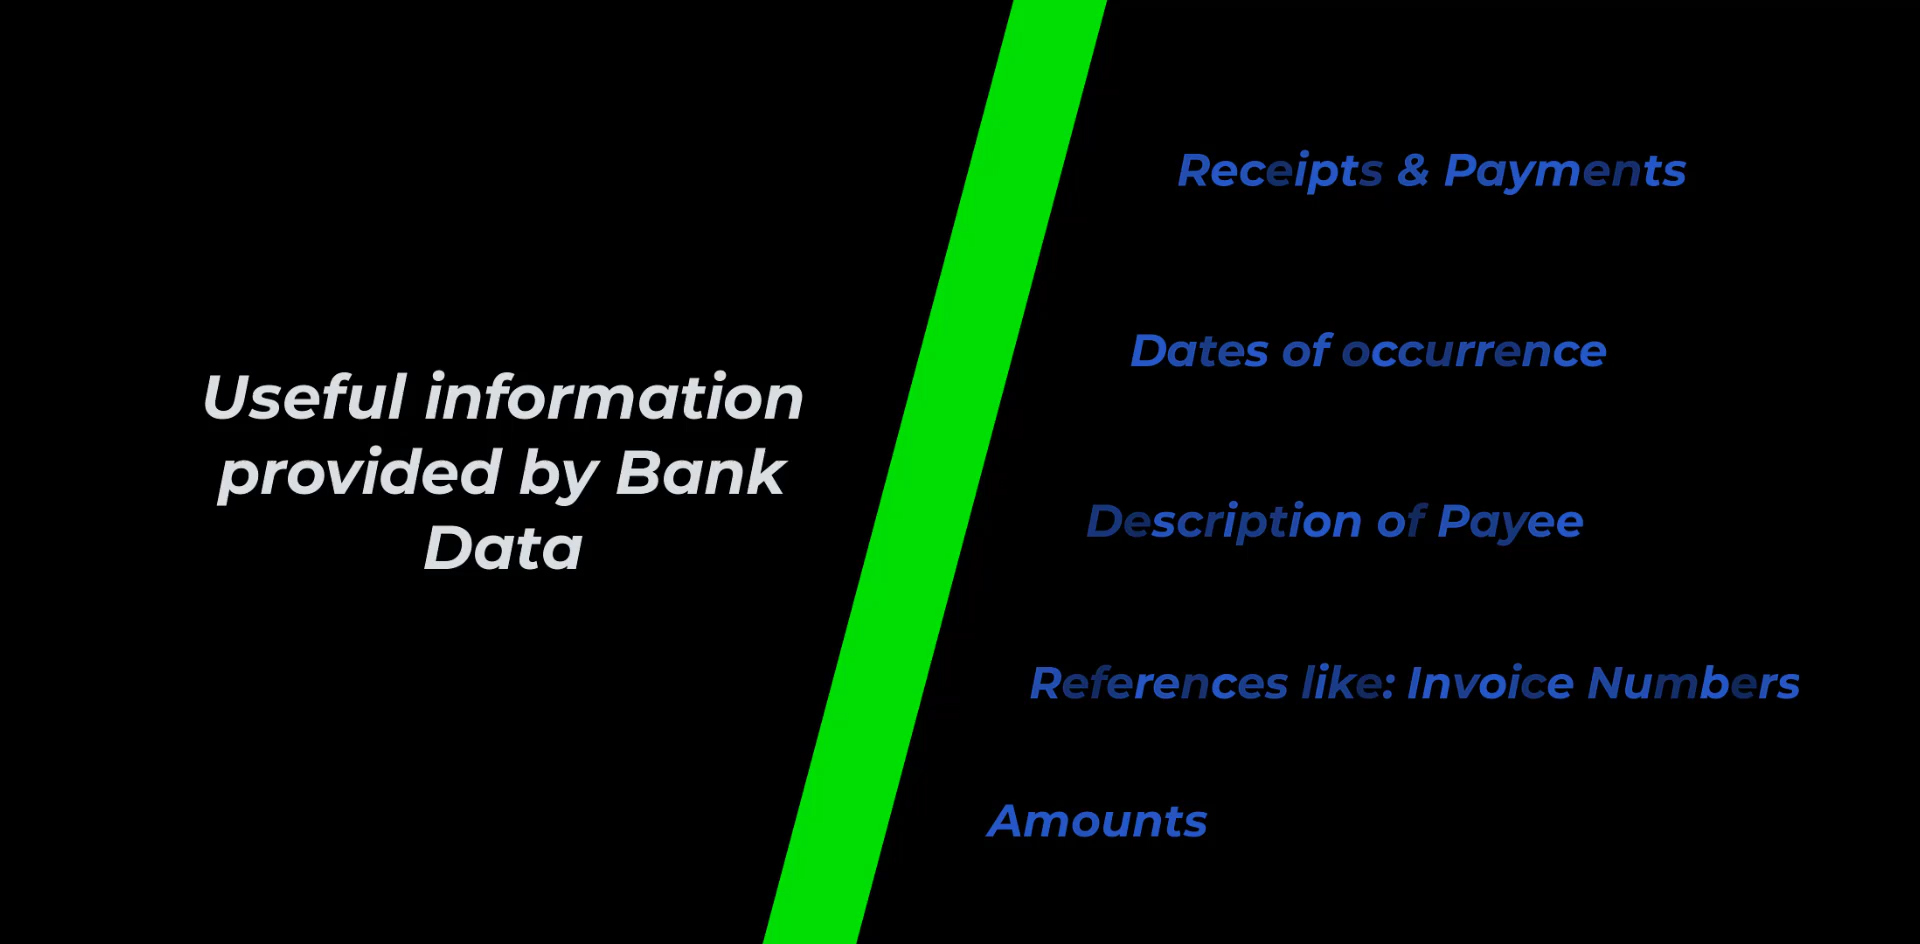 Useful information
provided by Bank
Data
Receipts & Payments
Dates of occurrence
Description of Payee
References like: Invoice Numbers
Amounts